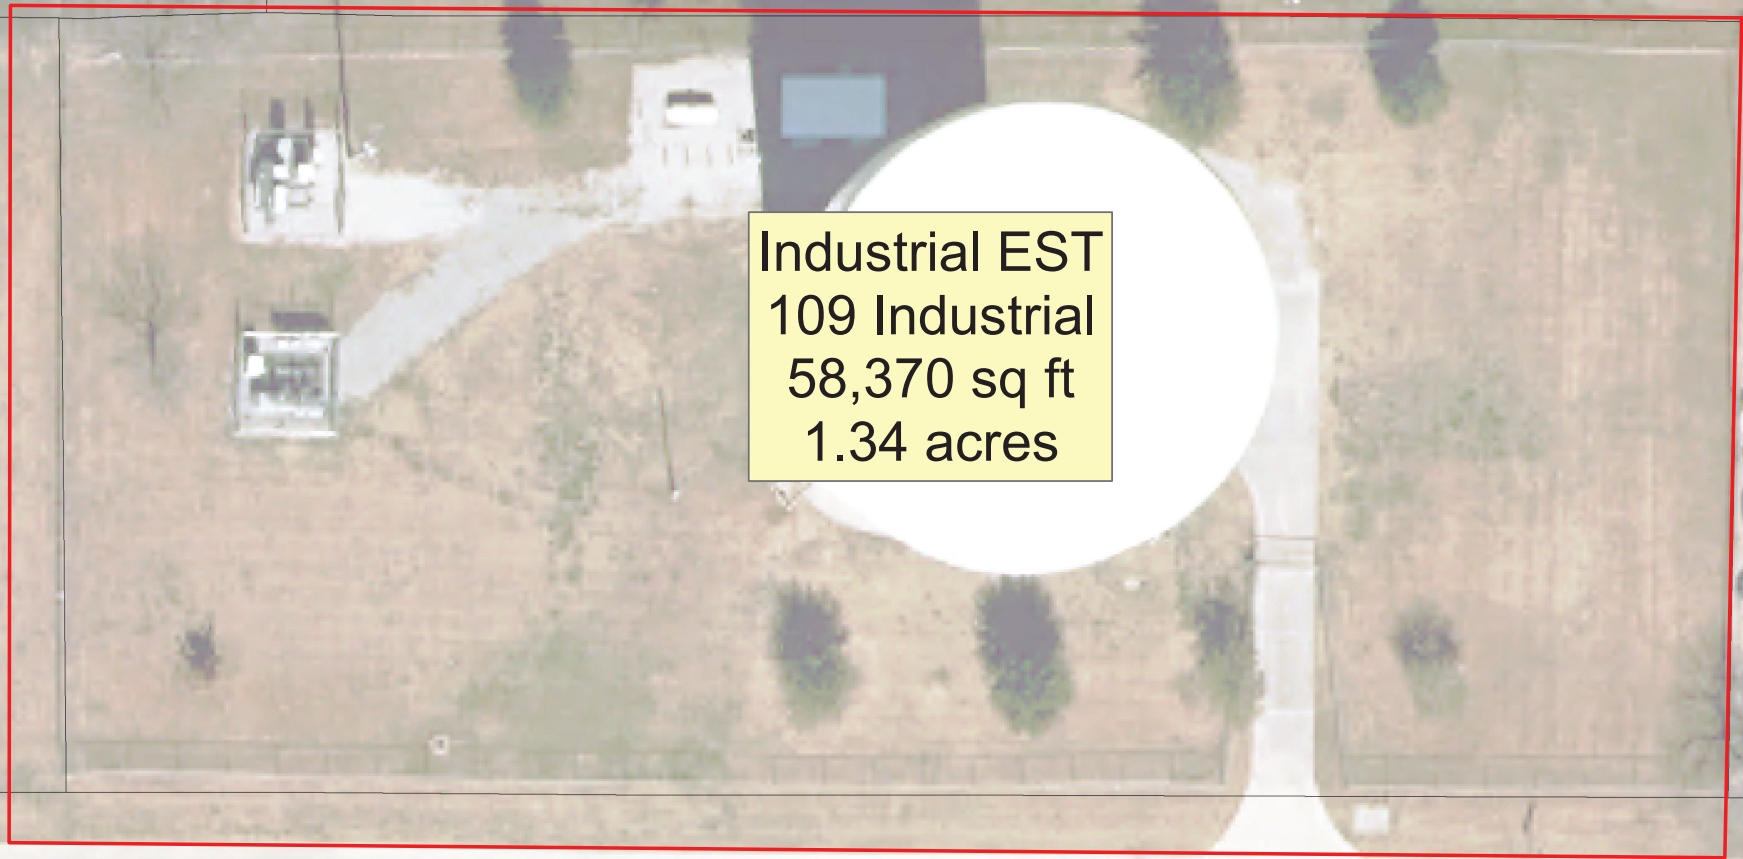 Industrial EST
109 Industrial
58,370 sq ft
1.34 acres